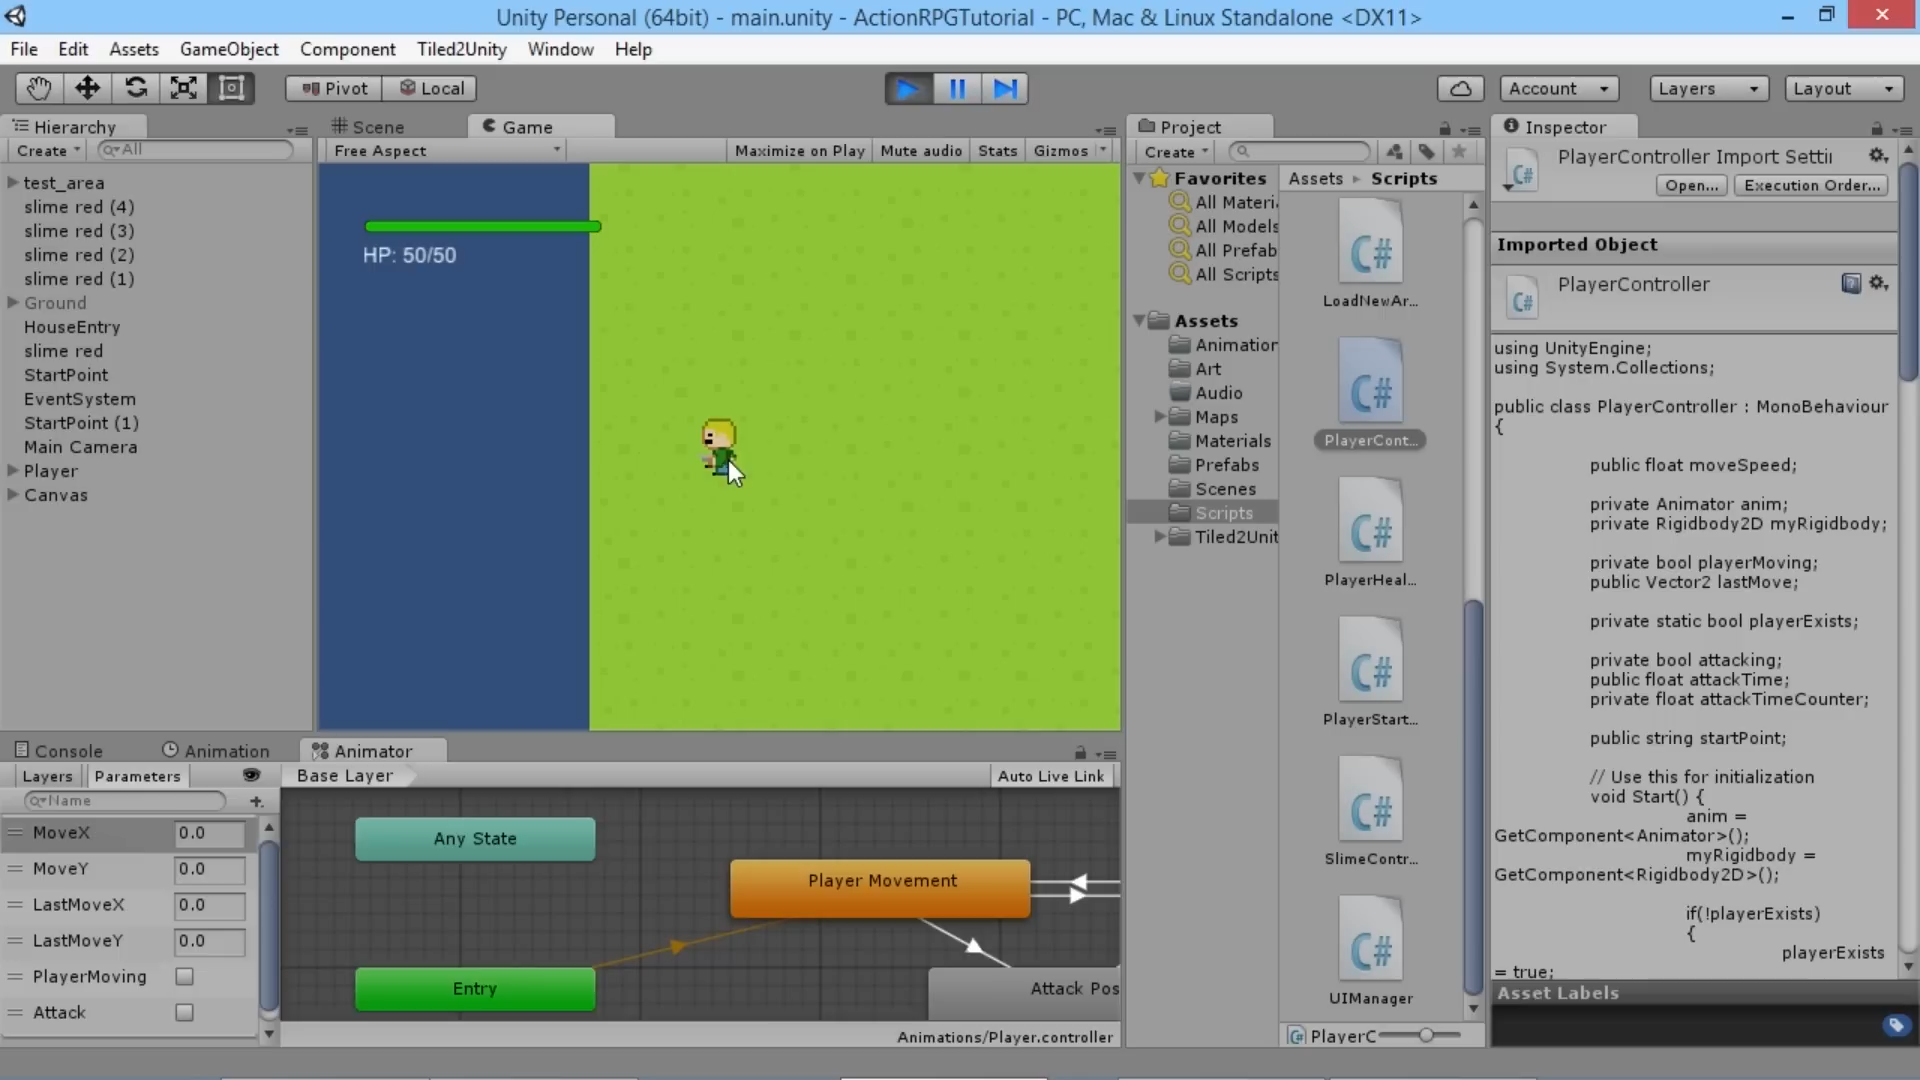 Unity Personal (64bit) - main.unity - ActionRPGTutorial - PC, Mac & Linux Standalone <DX11>
File Edit Assets GameObject Component Tiled2Unity Window Help
Pivot Local Account Layers Layout
Hierarchy
Create All
test_area
slime red (4)
slime red (3)
slime red (2)
slime red (1)
Ground
HouseEntry
slime red
StartPoint
EventSystem
StartPoint (1)
Main Camera
Player
Canvas
Scene Game
Free Aspect Maximize on Play Mute audio Stats Gizmos
HP: 50/50
Console Animation Animator
Layers Parameters Base Layer Auto Live Link
Name
MoveX 0.0
MoveY 0.0
LastMoveX 0.0
LastMoveY 0.0
PlayerMoving
Attack
Any State
Player Movement
Entry
Attack Pos
Animations/Player.controller
Project
Create
Favorites
All Materi
All Models
All Prefab
All Scripts
Assets
Animation
Art
Audio
Maps
Materials
Prefabs
Scenes
Scripts
Tiled2Unit
Assets Scripts
C#
LoadNewAr...
C#
PlayerCont...
C#
PlayerHeal...
C#
PlayerStart...
C#
SlimeContr...
C#
UIManager
PlayerC
Inspector
C#
PlayerController Import Setti
Open... Execution Order...
Imported Object
C#
PlayerController
using UnityEngine;
using System.Collections;
public class PlayerController : MonoBehaviour
{
public float moveSpeed;
private Animator anim;
private Rigidbody2D myRigidbody;
private bool playerMoving;
public Vector2 lastMove;
private static bool playerExists;
private bool attacking;
public float attackTime;
private float attackTimeCounter;
public string startPoint;
// Use this for initialization
void Start() {
anim =
GetComponent<Animator>();
myRigidbody =
GetComponent<Rigidbody2D>();
if(!playerExists)
{
playerExists
= true;
Asset Labels